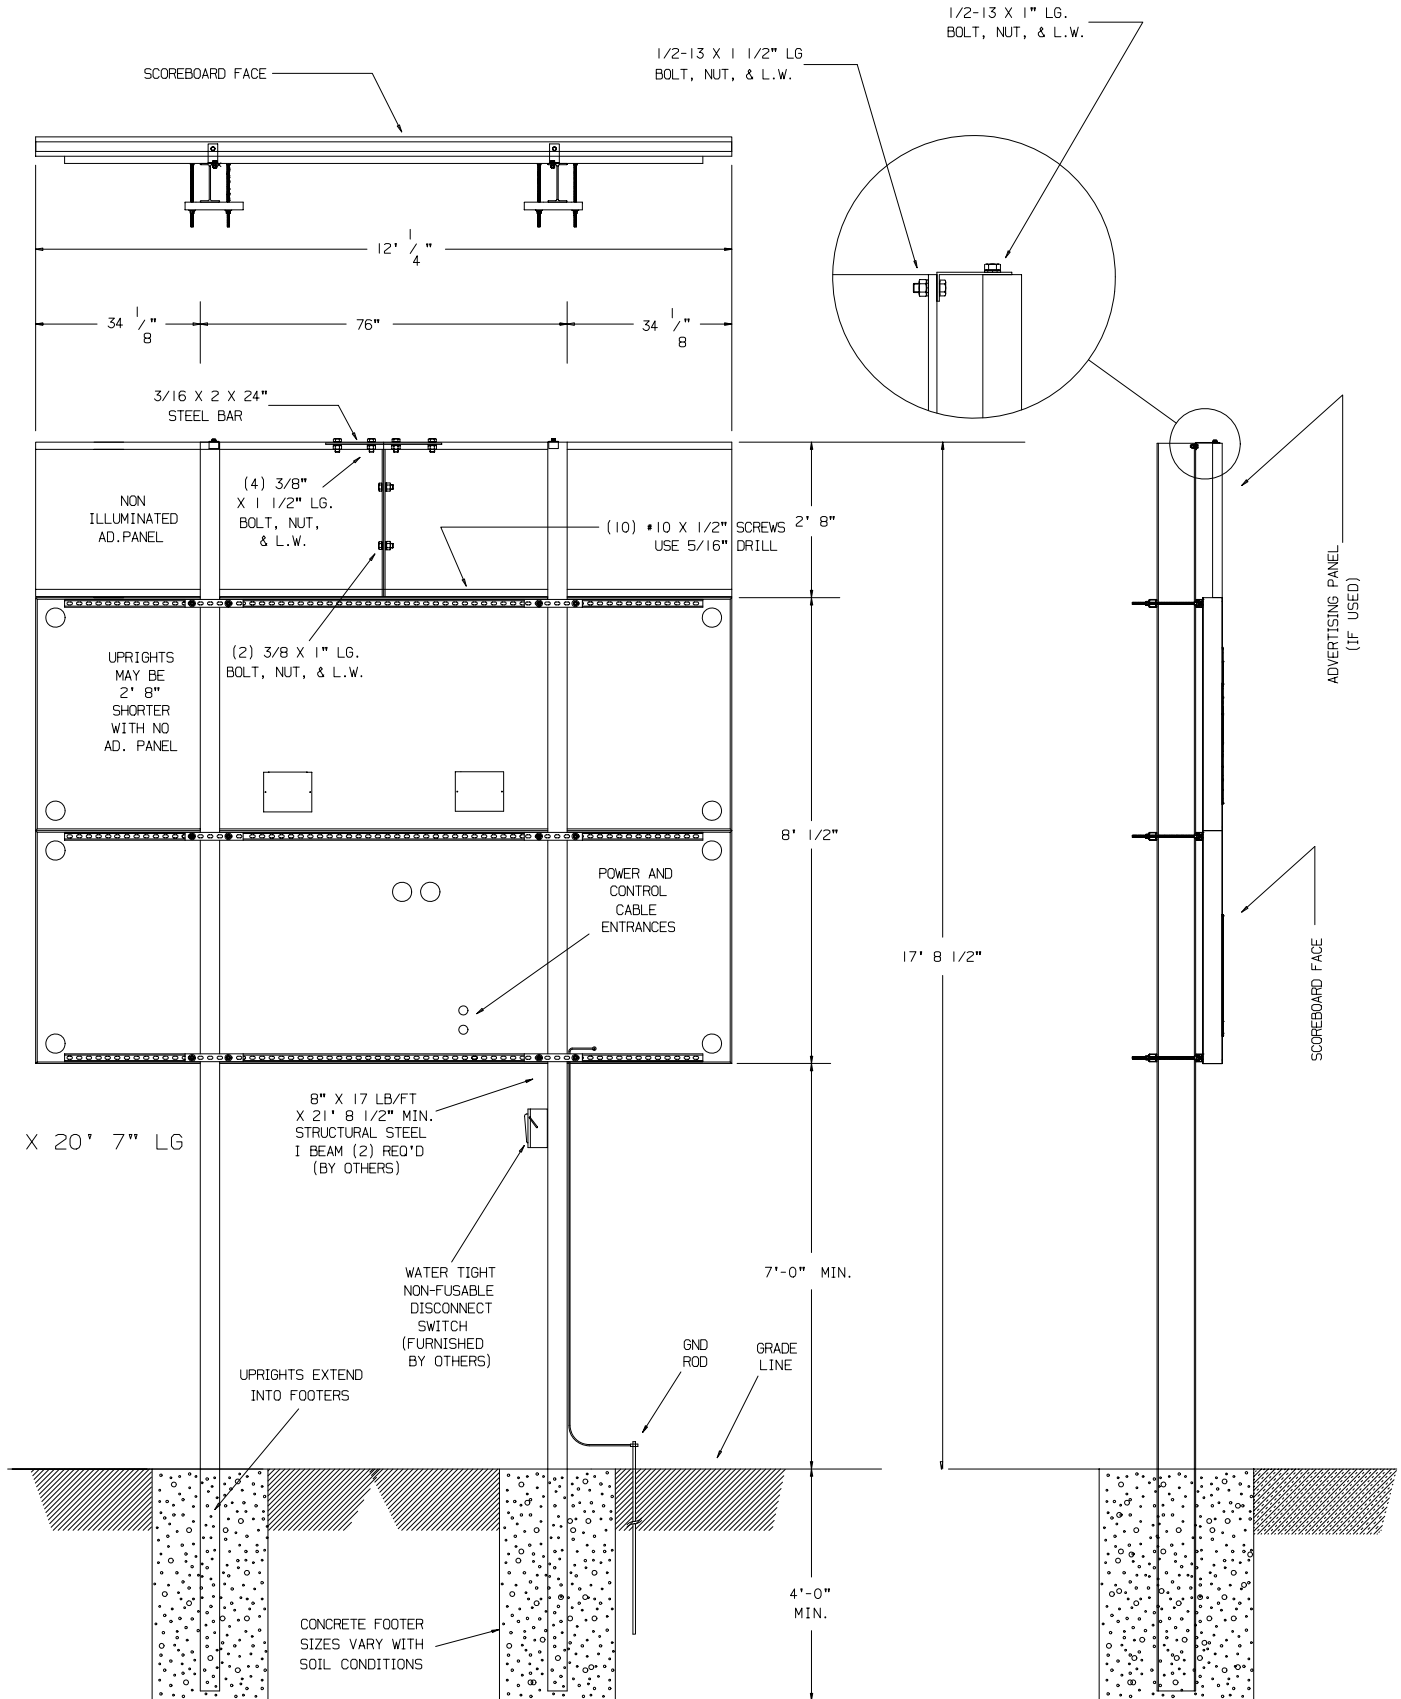 1/2-13 X 1" LG.
BOLT, NUT, & L.W.
1/2-13 X 1 1/2" LG
BOLT, NUT, & L.W.
SCOREBOARD FACE
12' 1/4"
34 1/8"
76"
34 1/8"
3/16 X 2 X 24"
STEEL BAR
NON
ILLUMINATED
AD.PANEL
(4) 3/8"
X 1 1/2" LG.
BOLT, NUT,
& L.W.
(10) #10 X 1/2" SCREWS
USE 5/16" DRILL
2' 8"
ADVERTISING PANEL
(IF USED)
UPRIGHTS
MAY BE
2' 8"
SHORTER
WITH NO
AD. PANEL
(2) 3/8 X 1" LG.
BOLT, NUT, & L.W.
8' 1/2"
POWER AND
CONTROL
CABLE
ENTRANCES
17' 8 1/2"
SCOREBOARD FACE
8" X 17 LB/FT
X 21' 8 1/2" MIN.
STRUCTURAL STEEL
I BEAM (2) REQ'D
(BY OTHERS)
X 20' 7" LG
WATER TIGHT
NON-FUSABLE
DISCONNECT
SWITCH
(FURNISHED
BY OTHERS)
7'-0" MIN.
GND
ROD
GRADE
LINE
UPRIGHTS EXTEND
INTO FOOTERS
4'-0"
MIN.
CONCRETE FOOTER
SIZES VARY WITH
SOIL CONDITIONS